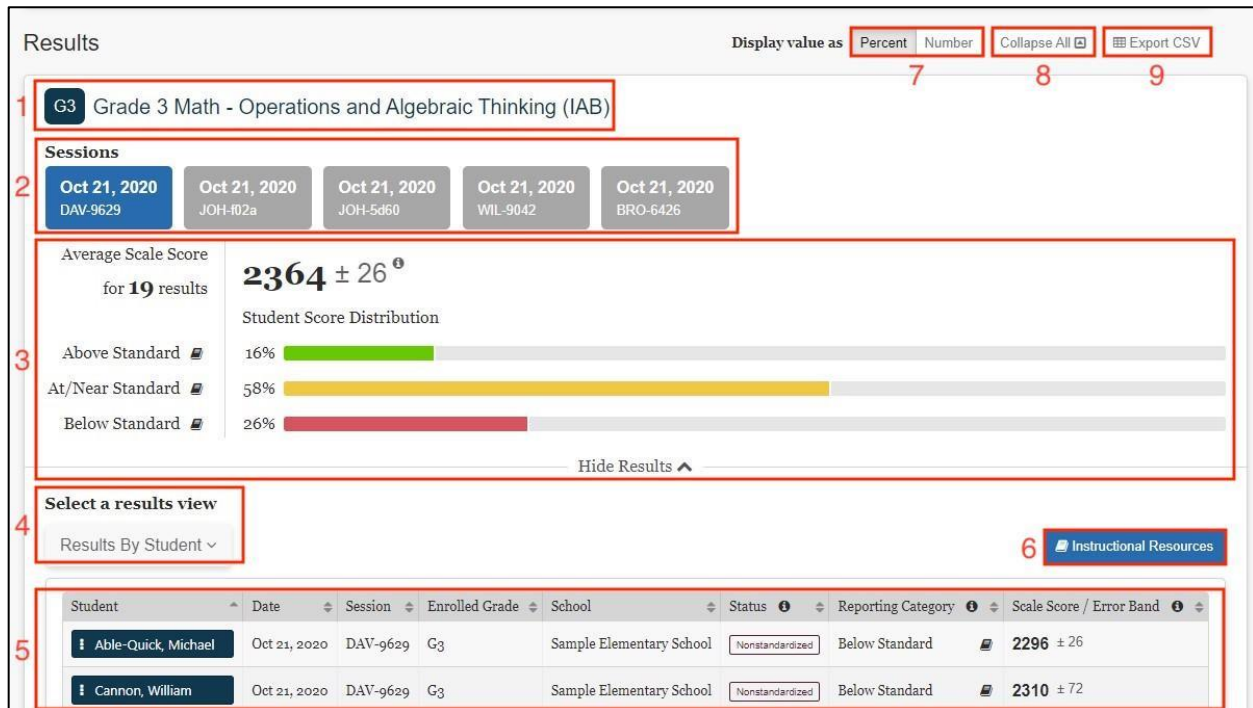 Results
Display value as Percent Number Collapse All Export CSV
7 8 9
1 G3 Grade 3 Math - Operations and Algebraic Thinking (IAB)
Sessions
2
Oct 21, 2020 Oct 21, 2020 Oct 21, 2020 Oct 21, 2020 Oct 21, 2020
DAV-9629 JOH-f02a JOH-5d60 WIL-9042 BRO-6426
Average Scale Score
for 19 results
2364 ± 26
Student Score Distribution
3
Above Standard 16%
At/Near Standard 58%
Below Standard 26%
Hide Results
Select a results view
4
Results By Student
6 Instructional Resources
Student Date Session Enrolled Grade School Status Reporting Category Scale Score / Error Band
5
Able-Quick, Michael Oct 21, 2020 DAV-9629 G3 Sample Elementary School Nonstandardized Below Standard 2296 ± 26
Cannon, William Oct 21, 2020 DAV-9629 G3 Sample Elementary School Nonstandardized Below Standard 2310 ± 72